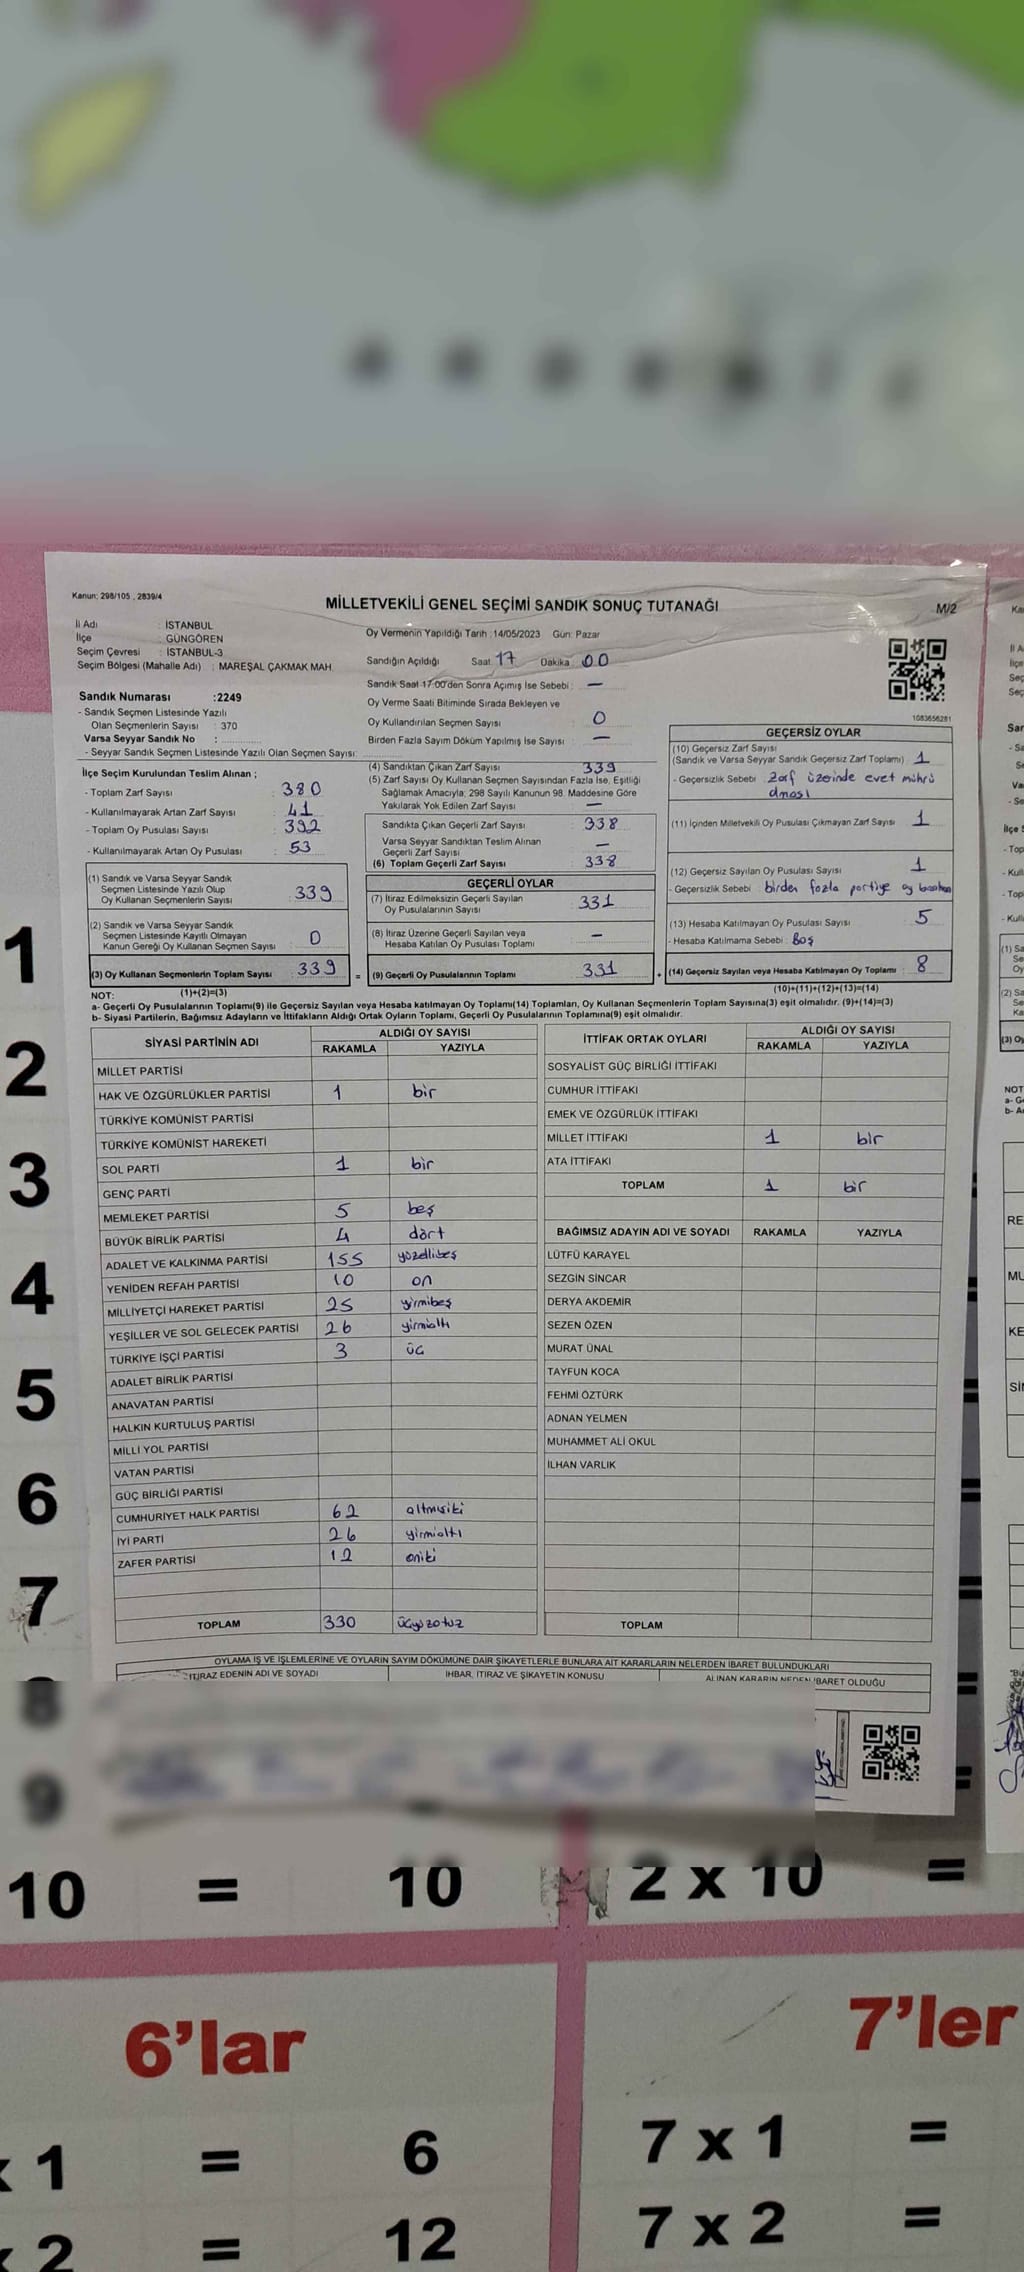 Kanun: 298/105 , 2839/4
MİLLETVEKİLİ GENEL SEÇİMİ SANDIK SONUÇ TUTANAĞI
M/2
İl Adı : İSTANBUL
İlçe : GÜNGÖREN
Seçim Çevresi : İSTANBUL-3
Seçim Bölgesi (Mahalle Adı) : MAREŞAL ÇAKMAK MAH.
Oy Vermenin Yapıldığı Tarih :14/05/2023 Gün: Pazar
Sandığın Açıldığı Saat 17 Dakika 00
Sandık Saat 17:00'den Sonra Açımış İse Sebebi : —
Oy Verme Saati Bitiminde Sırada Bekleyen ve
Oy Kullandırılan Seçmen Sayısı 0
Birden Fazla Sayım Döküm Yapılmış İse Sayısı —
1083656281
Sandık Numarası :2249
- Sandık Seçmen Listesinde Yazılı
Olan Seçmenlerin Sayısı : 370
Varsa Seyyar Sandık No :
- Seyyar Sandık Seçmen Listesinde Yazılı Olan Seçmen Sayısı:
İlçe Seçim Kurulundan Teslim Alınan ;
- Toplam Zarf Sayısı : 380
- Kullanılmayarak Artan Zarf Sayısı : 41
- Toplam Oy Pusulası Sayısı : 392
- Kullanılmayarak Artan Oy Pusulası : 53
(1) Sandık ve Varsa Seyyar Sandık
Seçmen Listesinde Yazılı Olup
Oy Kullanan Seçmenlerin Sayısı : 339
(2) Sandık ve Varsa Seyyar Sandık
Seçmen Listesinde Kayıtlı Olmayan
Kanun Gereği Oy Kullanan Seçmen Sayısı : 0
(3) Oy Kullanan Seçmenlerin Toplam Sayısı : 339 =
(1)+(2)=(3)
(4) Sandıktan Çıkan Zarf Sayısı : 339
(5) Zarf Sayısı Oy Kullanan Seçmen Sayısından Fazla İse, Eşitliği
Sağlamak Amacıyla; 298 Sayılı Kanunun 98. Maddesine Göre
Yakılarak Yok Edilen Zarf Sayısı : —
Sandıkta Çıkan Geçerli Zarf Sayısı : 338
Varsa Seyyar Sandıktan Teslim Alınan
Geçerli Zarf Sayısı : —
(6) Toplam Geçerli Zarf Sayısı : 338
GEÇERLİ OYLAR
(7) İtiraz Edilmeksizin Geçerli Sayılan
Oy Pusulalarının Sayısı : 331
(8) İtiraz Üzerine Geçerli Sayılan veya
Hesaba Katılan Oy Pusulası Toplamı : —
(9) Geçerli Oy Pusulalarının Toplamı : 331 +
GEÇERSİZ OYLAR
(10) Geçersiz Zarf Sayısı
(Sandık ve Varsa Seyyar Sandık Geçersiz Zarf Toplamı) : 1
- Geçersizlik Sebebi : Zarf üzerinde evet mührü
olması
(11) İçinden Milletvekili Oy Pusulası Çıkmayan Zarf Sayısı : 1
(12) Geçersiz Sayılan Oy Pusulası Sayısı : 1
- Geçersizlik Sebebi : birden fazla partiye oy basılması
(13) Hesaba Katılmayan Oy Pusulası Sayısı : 5
- Hesaba Katılmama Sebebi : Boş
(14) Geçersiz Sayılan veya Hesaba Katılmayan Oy Toplamı : 8
(10)+(11)+(12)+(13)=(14)
NOT:
a- Geçerli Oy Pusulalarının Toplamı(9) ile Geçersiz Sayılan veya Hesaba katılmayan Oy Toplamı(14) Toplamları, Oy Kullanan Seçmenlerin Toplam Sayısına(3) eşit olmalıdır. (9)+(14)=(3)
b- Siyasi Partilerin, Bağımsız Adayların ve İttifakların Aldığı Ortak Oyların Toplamı, Geçerli Oy Pusulalarının Toplamına(9) eşit olmalıdır.
SİYASİ PARTİNİN ADI ALDIĞI OY SAYISI
RAKAMLA YAZIYLA
MİLLET PARTİSİ
HAK VE ÖZGÜRLÜKLER PARTİSİ 1 bir
TÜRKİYE KOMÜNİST PARTİSİ
TÜRKİYE KOMÜNİST HAREKETİ
SOL PARTİ 1 bir
GENÇ PARTİ
MEMLEKET PARTİSİ 5 beş
BÜYÜK BİRLİK PARTİSİ 4 dört
ADALET VE KALKINMA PARTİSİ 155 yüzellibeş
YENİDEN REFAH PARTİSİ 10 on
MİLLİYETÇİ HAREKET PARTİSİ 25 yirmibeş
YEŞİLLER VE SOL GELECEK PARTİSİ 26 yirmialtı
TÜRKİYE İŞÇİ PARTİSİ 3 üç
ADALET BİRLİK PARTİSİ
ANAVATAN PARTİSİ
HALKIN KURTULUŞ PARTİSİ
MİLLİ YOL PARTİSİ
VATAN PARTİSİ
GÜÇ BİRLİĞİ PARTİSİ
CUMHURİYET HALK PARTİSİ 62 altmışiki
İYİ PARTİ 26 yirmialtı
ZAFER PARTİSİ 12 oniki
TOPLAM 330 üçyüzotuz
İTTİFAK ORTAK OYLARI ALDIĞI OY SAYISI
RAKAMLA YAZIYLA
SOSYALİST GÜÇ BİRLİĞİ İTTİFAKI
CUMHUR İTTİFAKI
EMEK VE ÖZGÜRLÜK İTTİFAKI
MİLLET İTTİFAKI 1 bir
ATA İTTİFAKI
TOPLAM 1 bir
BAĞIMSIZ ADAYIN ADI VE SOYADI RAKAMLA YAZIYLA
LÜTFÜ KARAYEL
SEZGİN SİNCAR
DERYA AKDEMİR
SEZEN ÖZEN
MURAT ÜNAL
TAYFUN KOCA
FEHMİ ÖZTÜRK
ADNAN YELMEN
MUHAMMET ALİ OKUL
İLHAN VARLIK
TOPLAM
OYLAMA İŞ VE İŞLEMLERİNE VE OYLARIN SAYIM DÖKÜMÜNE DAİR ŞİKAYETLERLE BUNLARA AİT KARARLARIN NELERDEN İBARET BULUNDUKLARI
İTİRAZ EDENİN ADI VE SOYADI İHBAR, İTİRAZ VE ŞİKAYETİN KONUSU ALINAN KARARIN NEDEN İBARET OLDUĞU
1
2
3
4
5
6
7
8
9
10 = 10 2 x 10 =
6'lar 7'ler
x 1 = 6 7 x 1 =
x 2 = 12 7 x 2 =